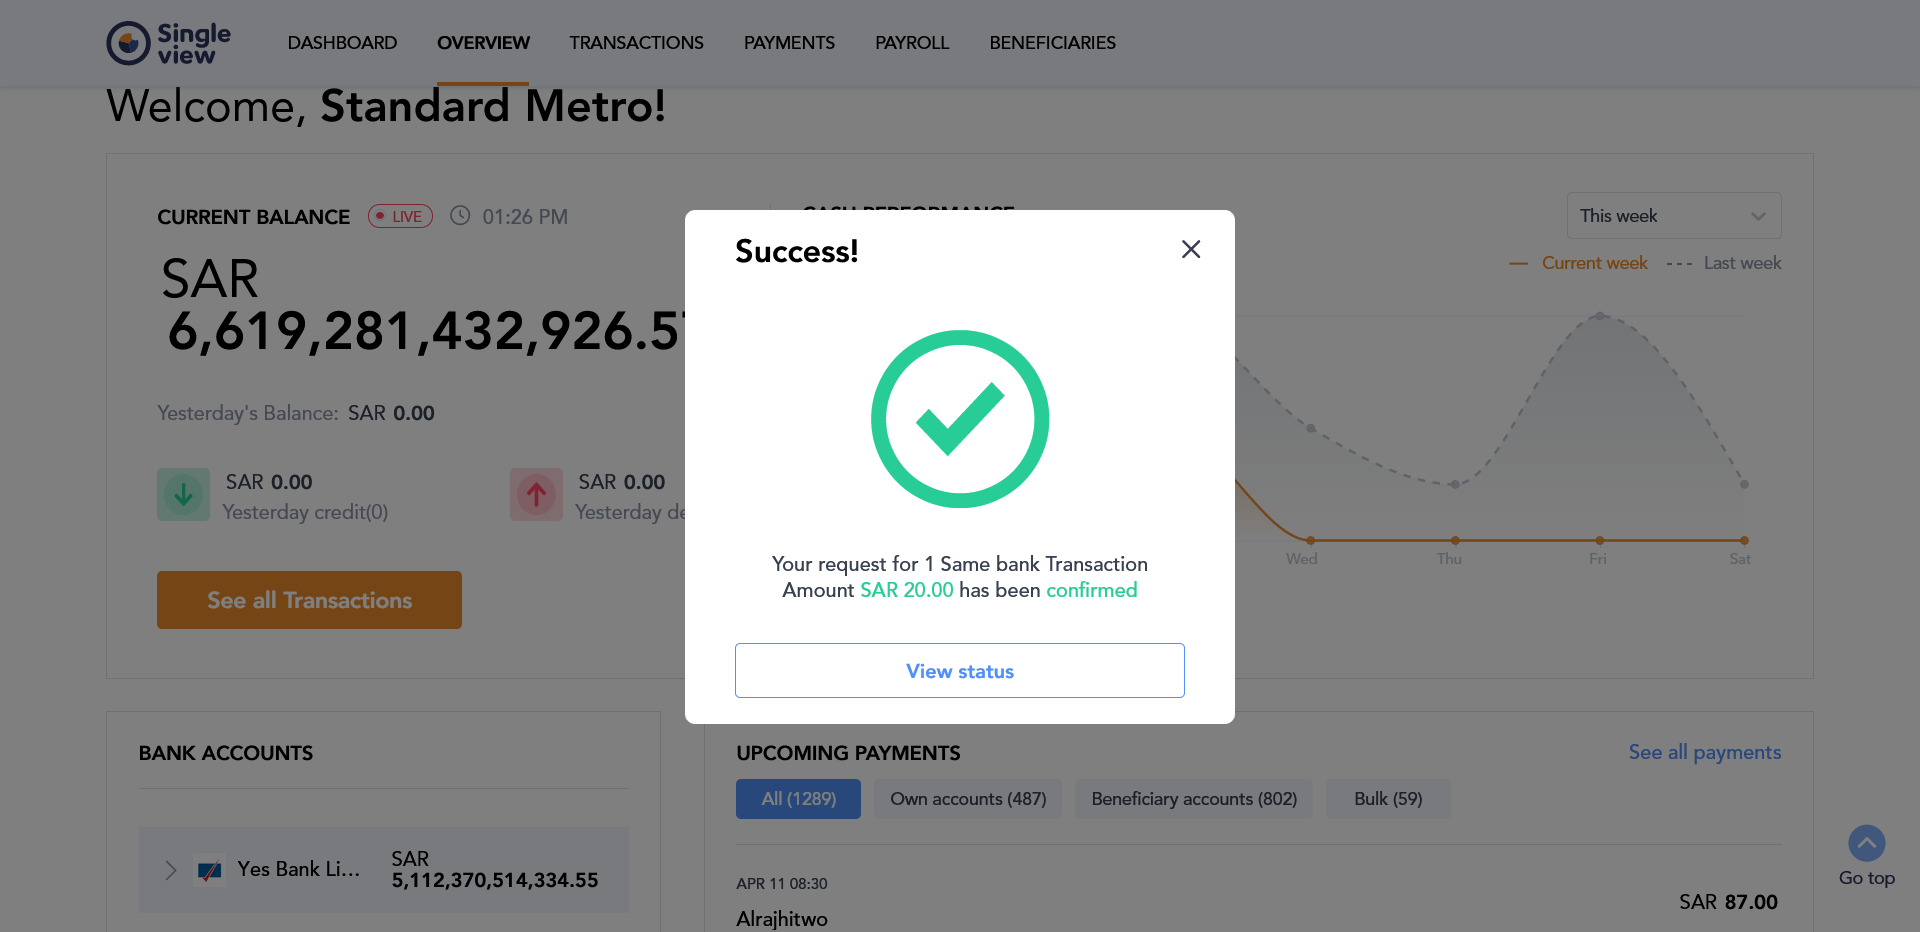 Single
view
DASHBOARD
OVERVIEW
TRANSACTIONS
PAYMENTS
PAYROLL
BENEFICIARIES
Welcome, Standard Metro!
CURRENT BALANCE
LIVE
01:26 PM
SAR
6,619,281,432,926.5
Yesterday's Balance: SAR 0.00
SAR 0.00
Yesterday credit(0)
SAR 0.00
Yesterday de
See all Transactions
CASH PERFORMANCE
This week
Current week
Last week
Wed
Thu
Fri
Sat
Success!
Your request for 1 Same bank Transaction
Amount SAR 20.00 has been confirmed
View status
BANK ACCOUNTS
Yes Bank Li...
SAR
5,112,370,514,334.55
UPCOMING PAYMENTS
See all payments
All (1289)
Own accounts (487)
Beneficiary accounts (802)
Bulk (59)
APR 11 08:30
Alrajhitwo
SAR 87.00
Go top